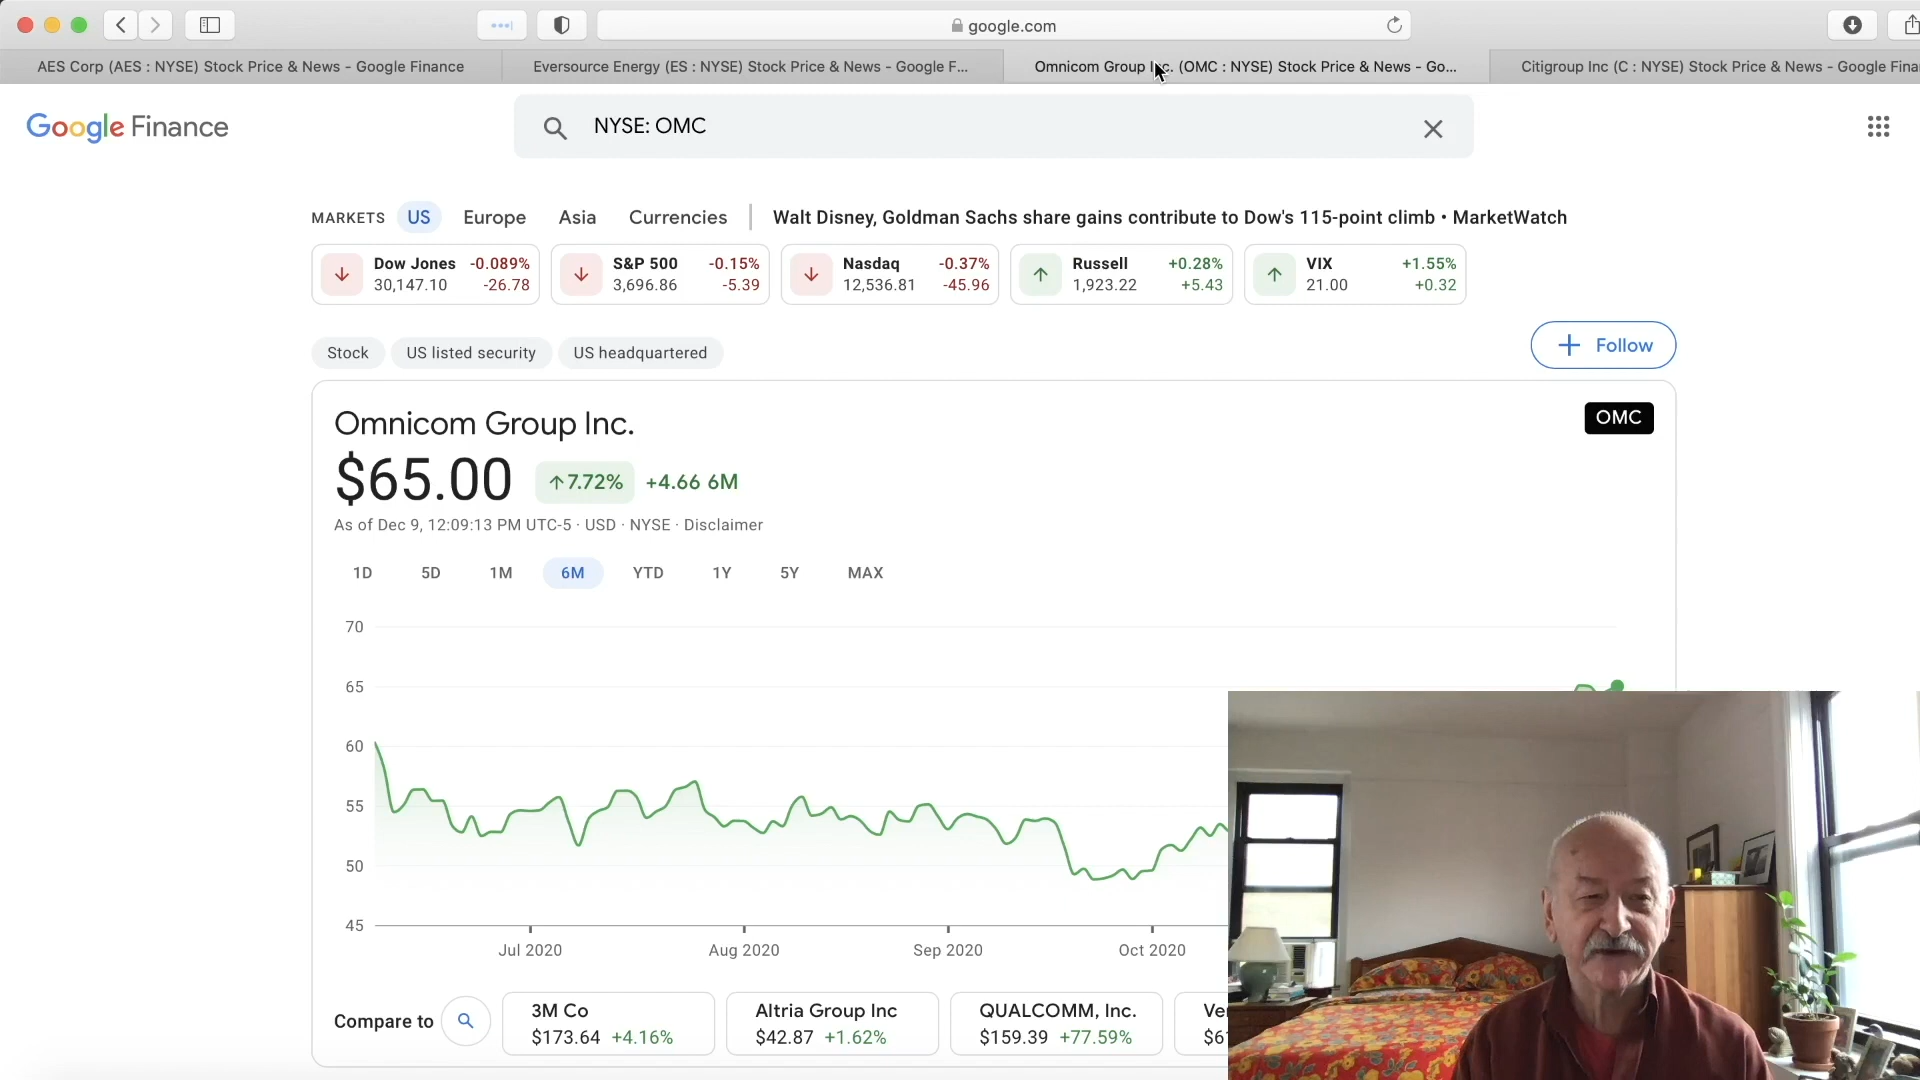 google.com
AES Corp (AES : NYSE) Stock Price & News - Google Finance
Eversource Energy (ES : NYSE) Stock Price & News - Google F...
Omnicom Group Inc. (OMC : NYSE) Stock Price & News - Go...
Citigroup Inc (C : NYSE) Stock Price & News - Google Fina
Google Finance
NYSE: OMC
MARKETS US Europe Asia Currencies
Walt Disney, Goldman Sachs share gains contribute to Dow's 115-point climb • MarketWatch
Dow Jones -0.089%
30,147.10 -26.78
S&P 500 -0.15%
3,696.86 -5.39
Nasdaq -0.37%
12,536.81 -45.96
Russell +0.28%
1,923.22 +5.43
VIX +1.55%
21.00 +0.32
Stock US listed security US headquartered
+ Follow
Omnicom Group Inc.
OMC
$65.00 ↑7.72% +4.66 6M
As of Dec 9, 12:09:13 PM UTC-5 · USD · NYSE · Disclaimer
1D 5D 1M 6M YTD 1Y 5Y MAX
70
65
60
55
50
45
Jul 2020 Aug 2020 Sep 2020 Oct 2020
Compare to
3M Co
$173.64 +4.16%
Altria Group Inc
$42.87 +1.62%
QUALCOMM, Inc.
$159.39 +77.59%
Ve
$6